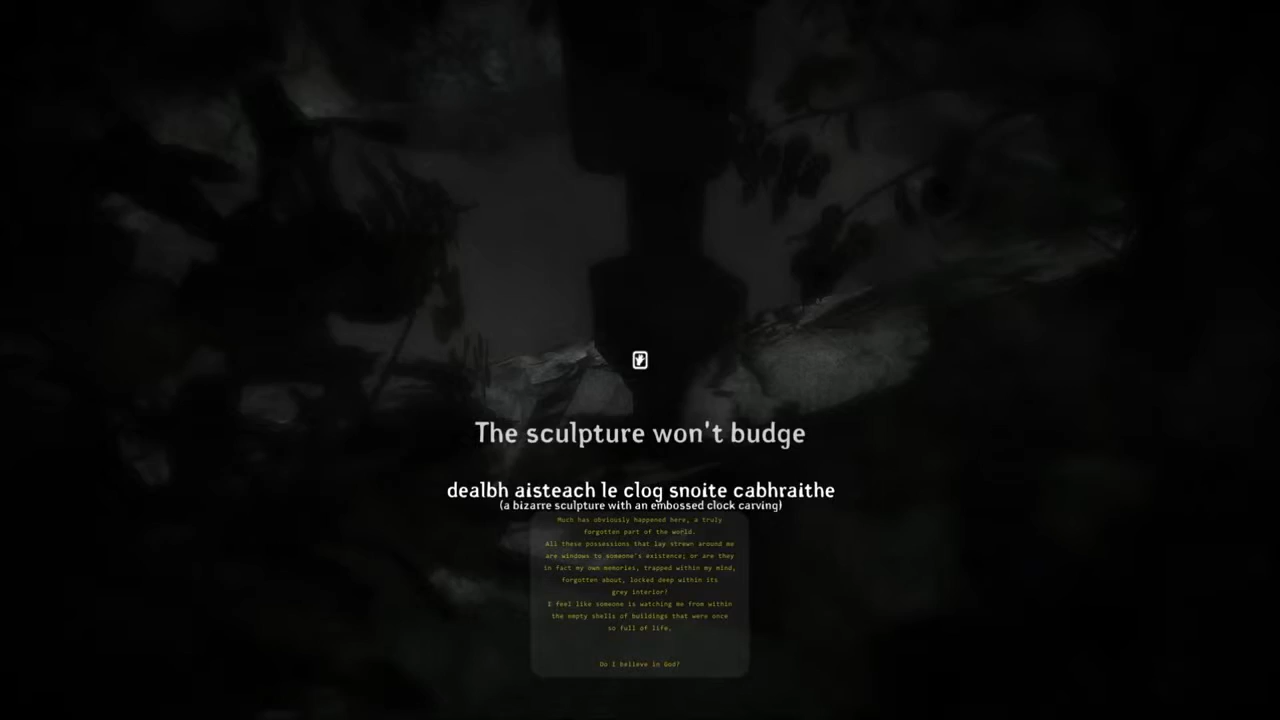 The sculpture won't budge
dealbh aisteach le clog snoite cabhraithe
(a bizarre sculpture with an embossed clock carving)
Much has obviously happened here, a truly
forgotten part of the world.
All these possessions that lay strewn around me
are windows to someone's existence; or are they
in fact my own memories, trapped within my mind,
forgotten about, locked deep within its
grey interior?
I feel like someone is watching me from within
the empty shells of buildings that were once
so full of life.
Do I believe in God?